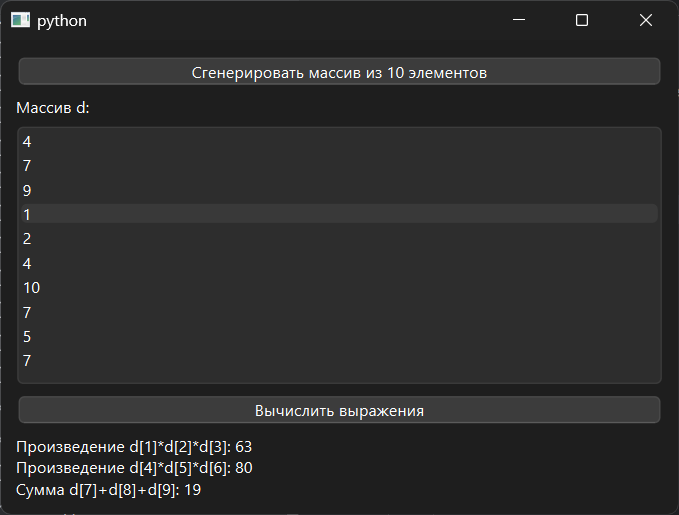 python
Сгенерировать массив из 10 элементов
Массив d:
4
7
9
1
2
4
10
7
5
7
Вычислить выражения
Произведение d[1]*d[2]*d[3]: 63
Произведение d[4]*d[5]*d[6]: 80
Сумма d[7]+d[8]+d[9]: 19